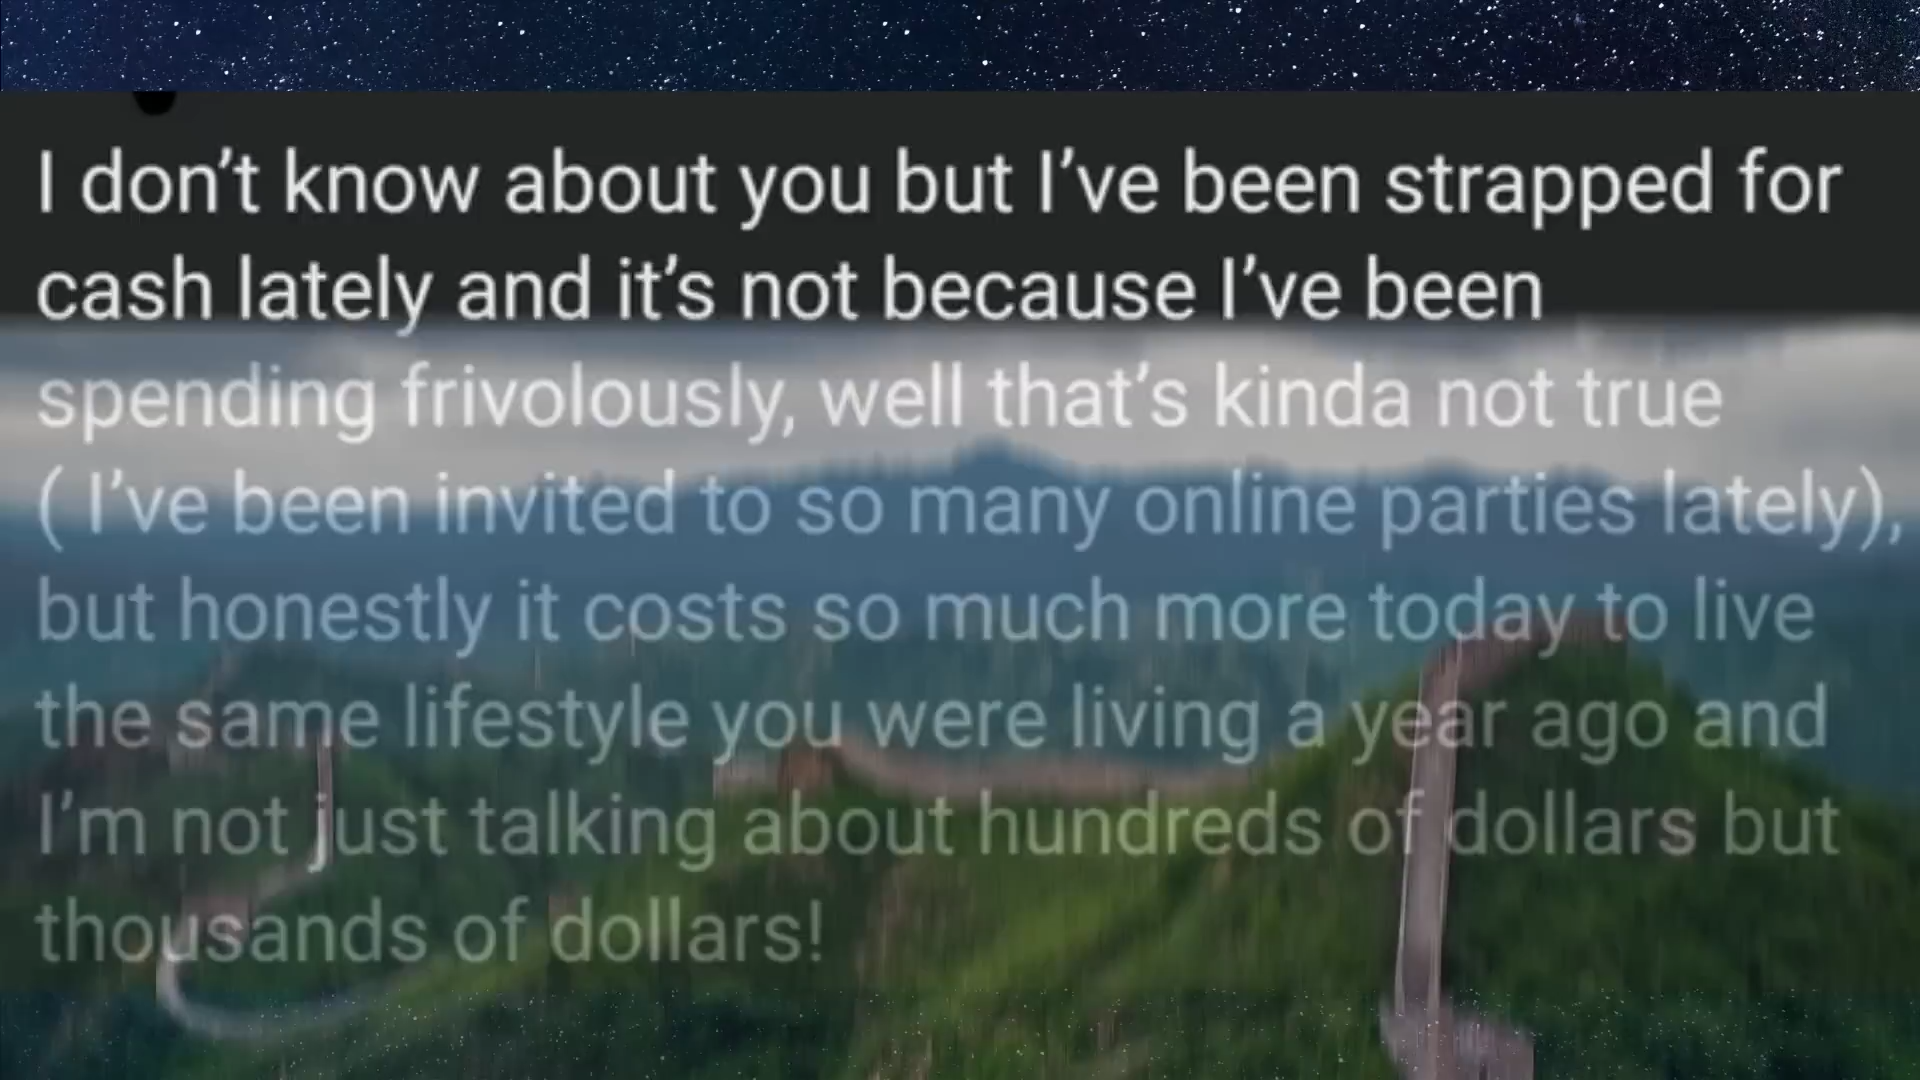 I don’t know about you but I’ve been strapped for
cash lately and it’s not because I’ve been
spending frivolously, well that’s kinda not true
( I’ve been invited to so many online parties lately),
but honestly it costs so much more today to live
the same lifestyle you were living a year ago and
I’m not just talking about hundreds of dollars but
thousands of dollars!